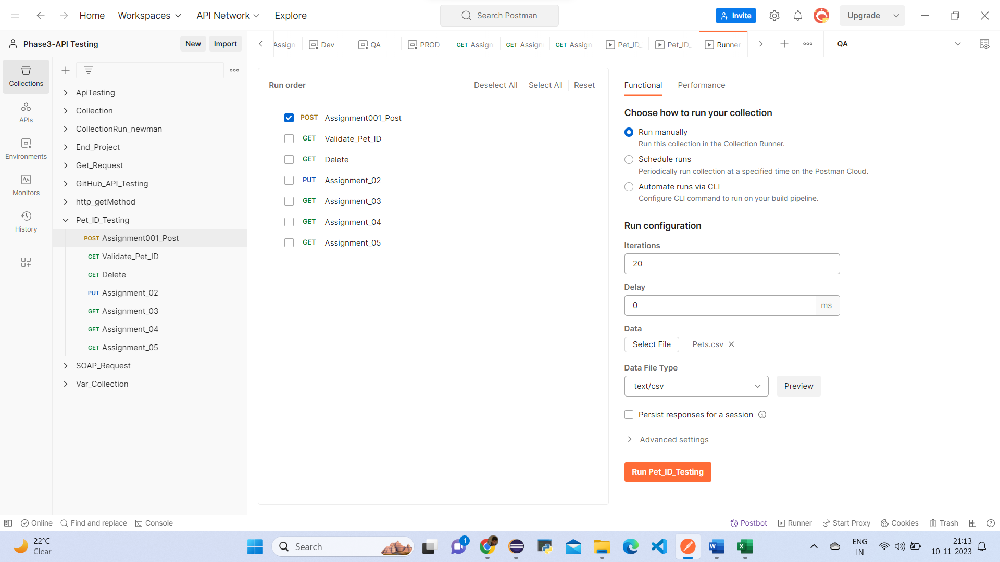 Home Workspaces API Network Explore Search Postman Invite Upgrade
Phase3-API Testing New Import Assign Dev QA PROD GET Assign GET Assign GET Assign Pet_ID_ Pet_ID_ Runner QA
Collections
APIs
Environments
Monitors
History
ApiTesting
Collection
CollectionRun_newman
End_Project
Get_Request
GitHub_API_Testing
http_getMethod
Pet_ID_Testing
POST Assignment001_Post
GET Validate_Pet_ID
GET Delete
PUT Assignment_02
GET Assignment_03
GET Assignment_04
GET Assignment_05
SOAP_Request
Var_Collection
Run order Deselect All Select All Reset
POST Assignment001_Post
GET Validate_Pet_ID
GET Delete
PUT Assignment_02
GET Assignment_03
GET Assignment_04
GET Assignment_05
Functional Performance
Choose how to run your collection
Run manually
Run this collection in the Collection Runner.
Schedule runs
Periodically run collection at a specified time on the Postman Cloud.
Automate runs via CLI
Configure CLI command to run on your build pipeline.
Run configuration
Iterations
20
Delay
0 ms
Data
Select File Pets.csv
Data File Type
text/csv Preview
Persist responses for a session
Advanced settings
Run Pet_ID_Testing
Online Find and replace Console Postbot Runner Start Proxy Cookies Trash
22°C
Clear
Search
1
ENG
IN
21:13
10-11-2023